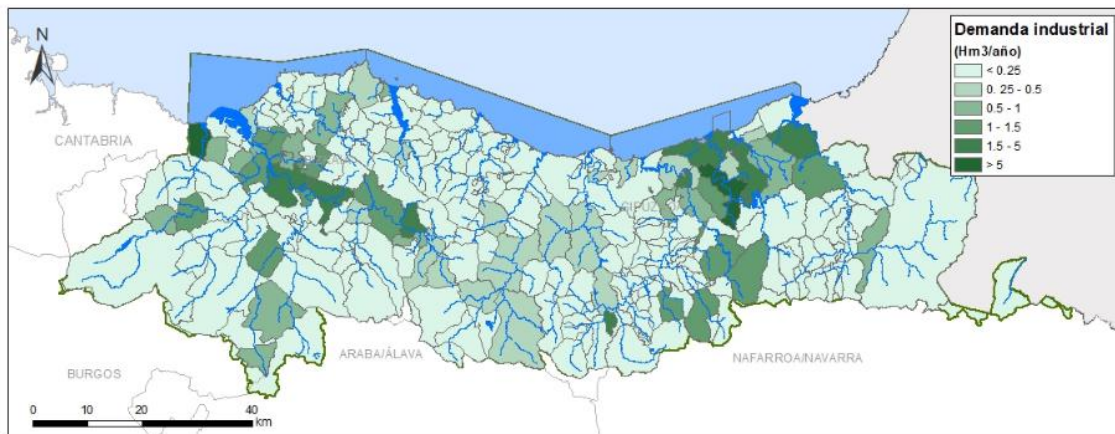 N
Demanda industrial
(Hm3/año)
< 0.25
0. 25 - 0.5
0.5 - 1
1 - 1.5
1.5 - 5
> 5
CANTABRIA
ARABA/ÁLAVA
NAFARROA/NAVARRA
BURGOS
0 10 20 40
km